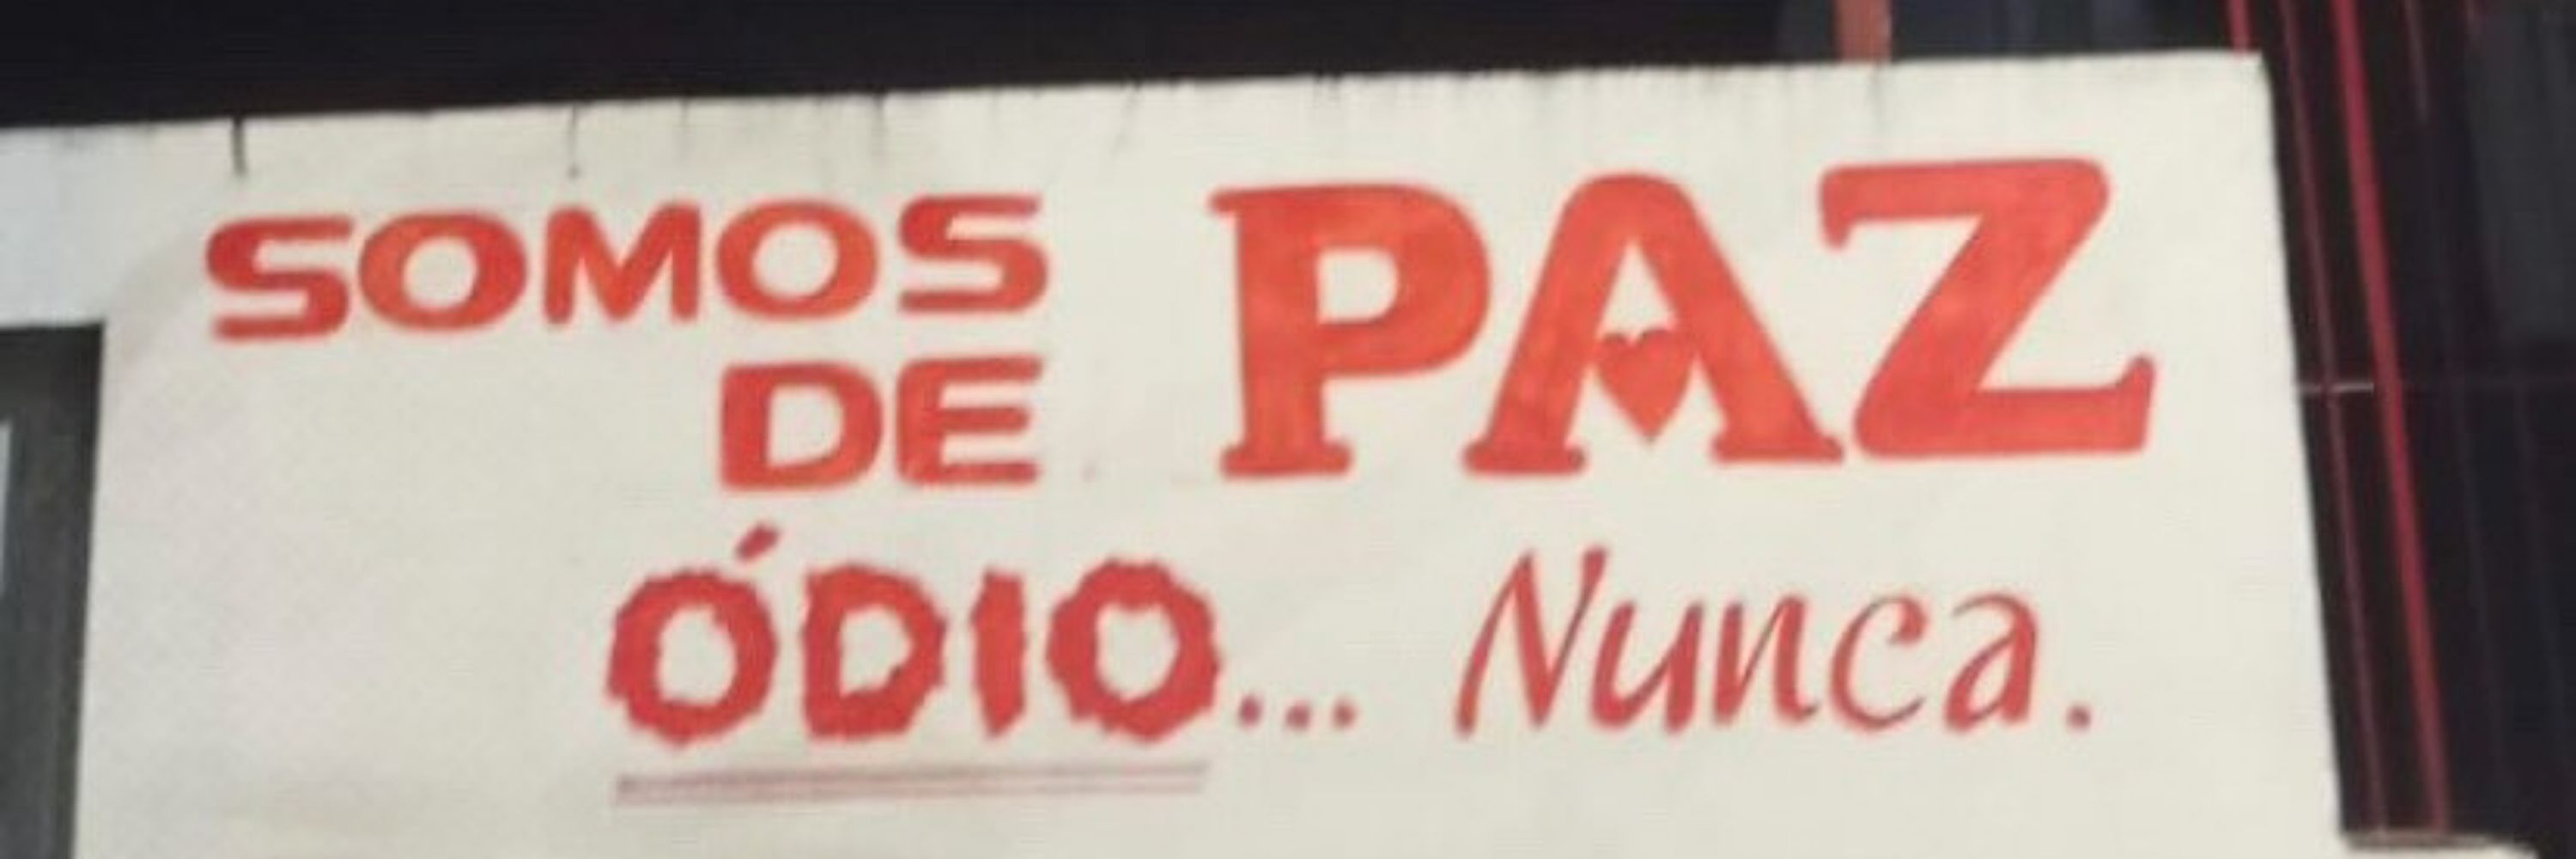 SOMOS
DE PAZ
ÓDIO... Nunca.